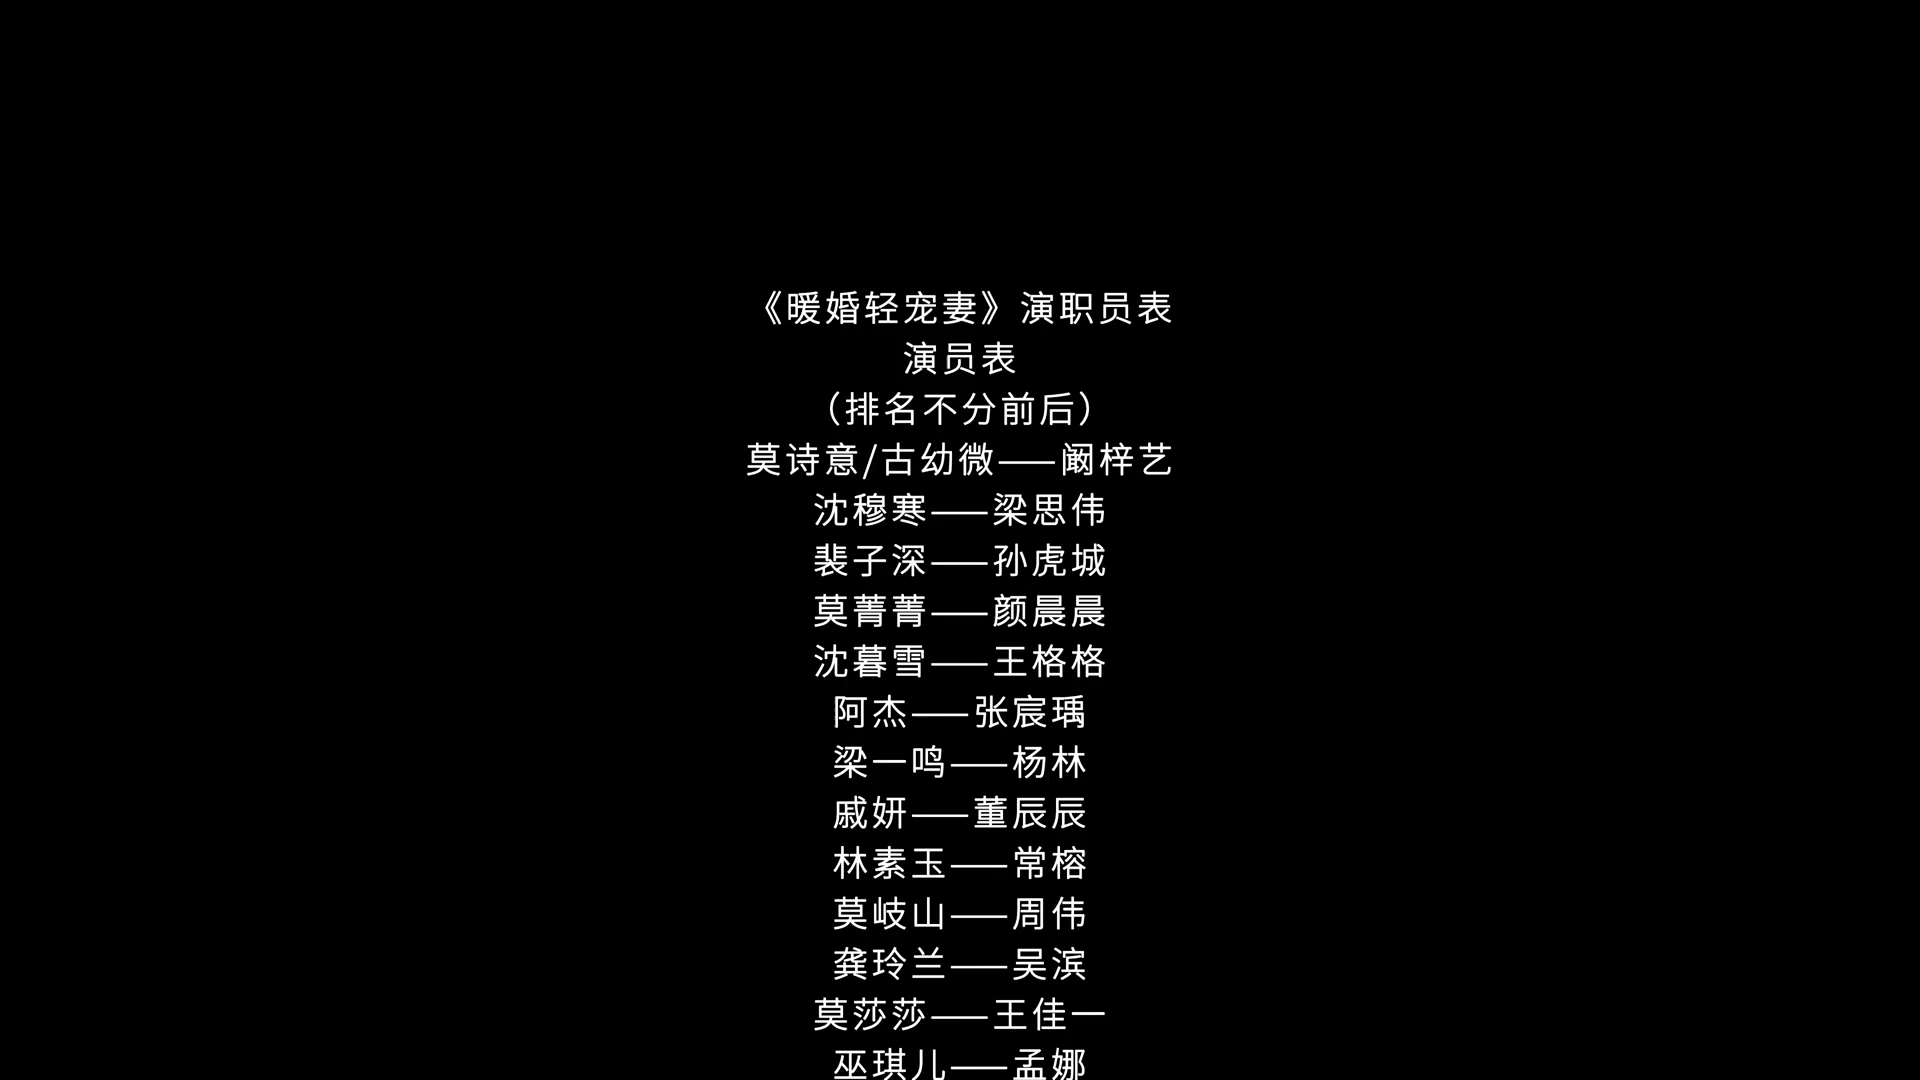 《暖婚轻宠妻》演职员表
演员表
（排名不分前后）
莫诗意/古幼微——阚梓艺
沈穆寒——梁思伟
裴子深——孙虎城
莫菁菁——颜晨晨
沈暮雪——王格格
阿杰——张宸瑀
梁一鸣——杨林
戚妍——董辰辰
林素玉——常榕
莫岐山——周伟
龚玲兰——吴滨
莫莎莎——王佳一
巫琪儿——孟娜